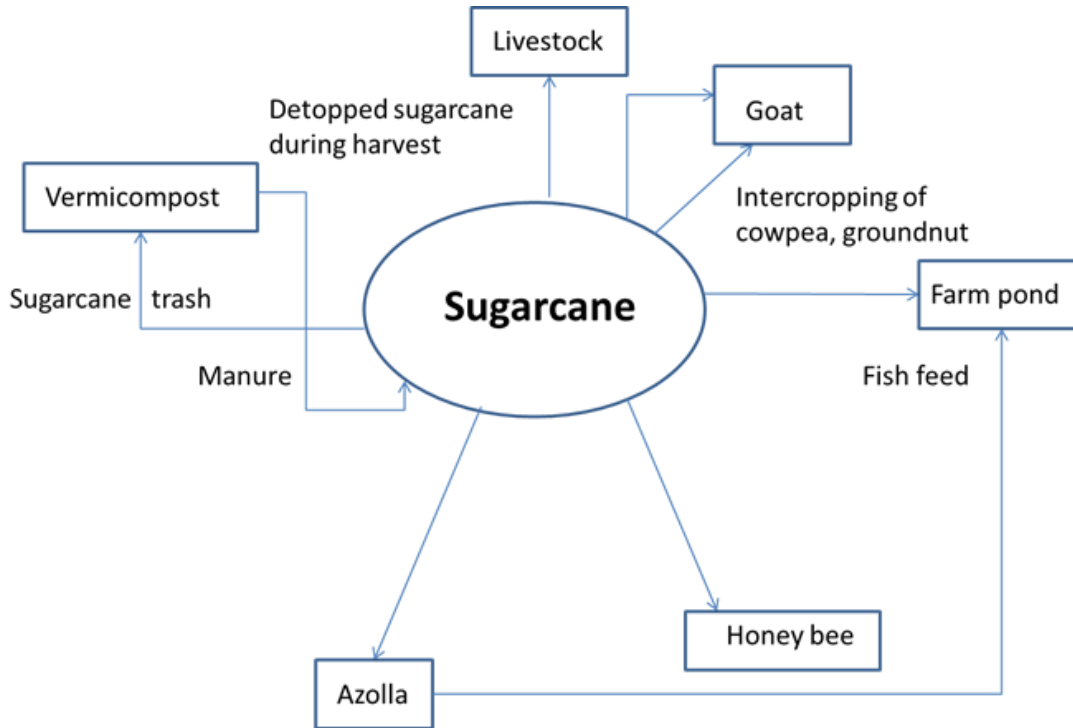 Livestock
Detopped sugarcane
during harvest
Goat
Vermicompost
Intercropping of
cowpea, groundnut
Sugarcane trash
Sugarcane
Farm pond
Manure
Fish feed
Honey bee
Azolla